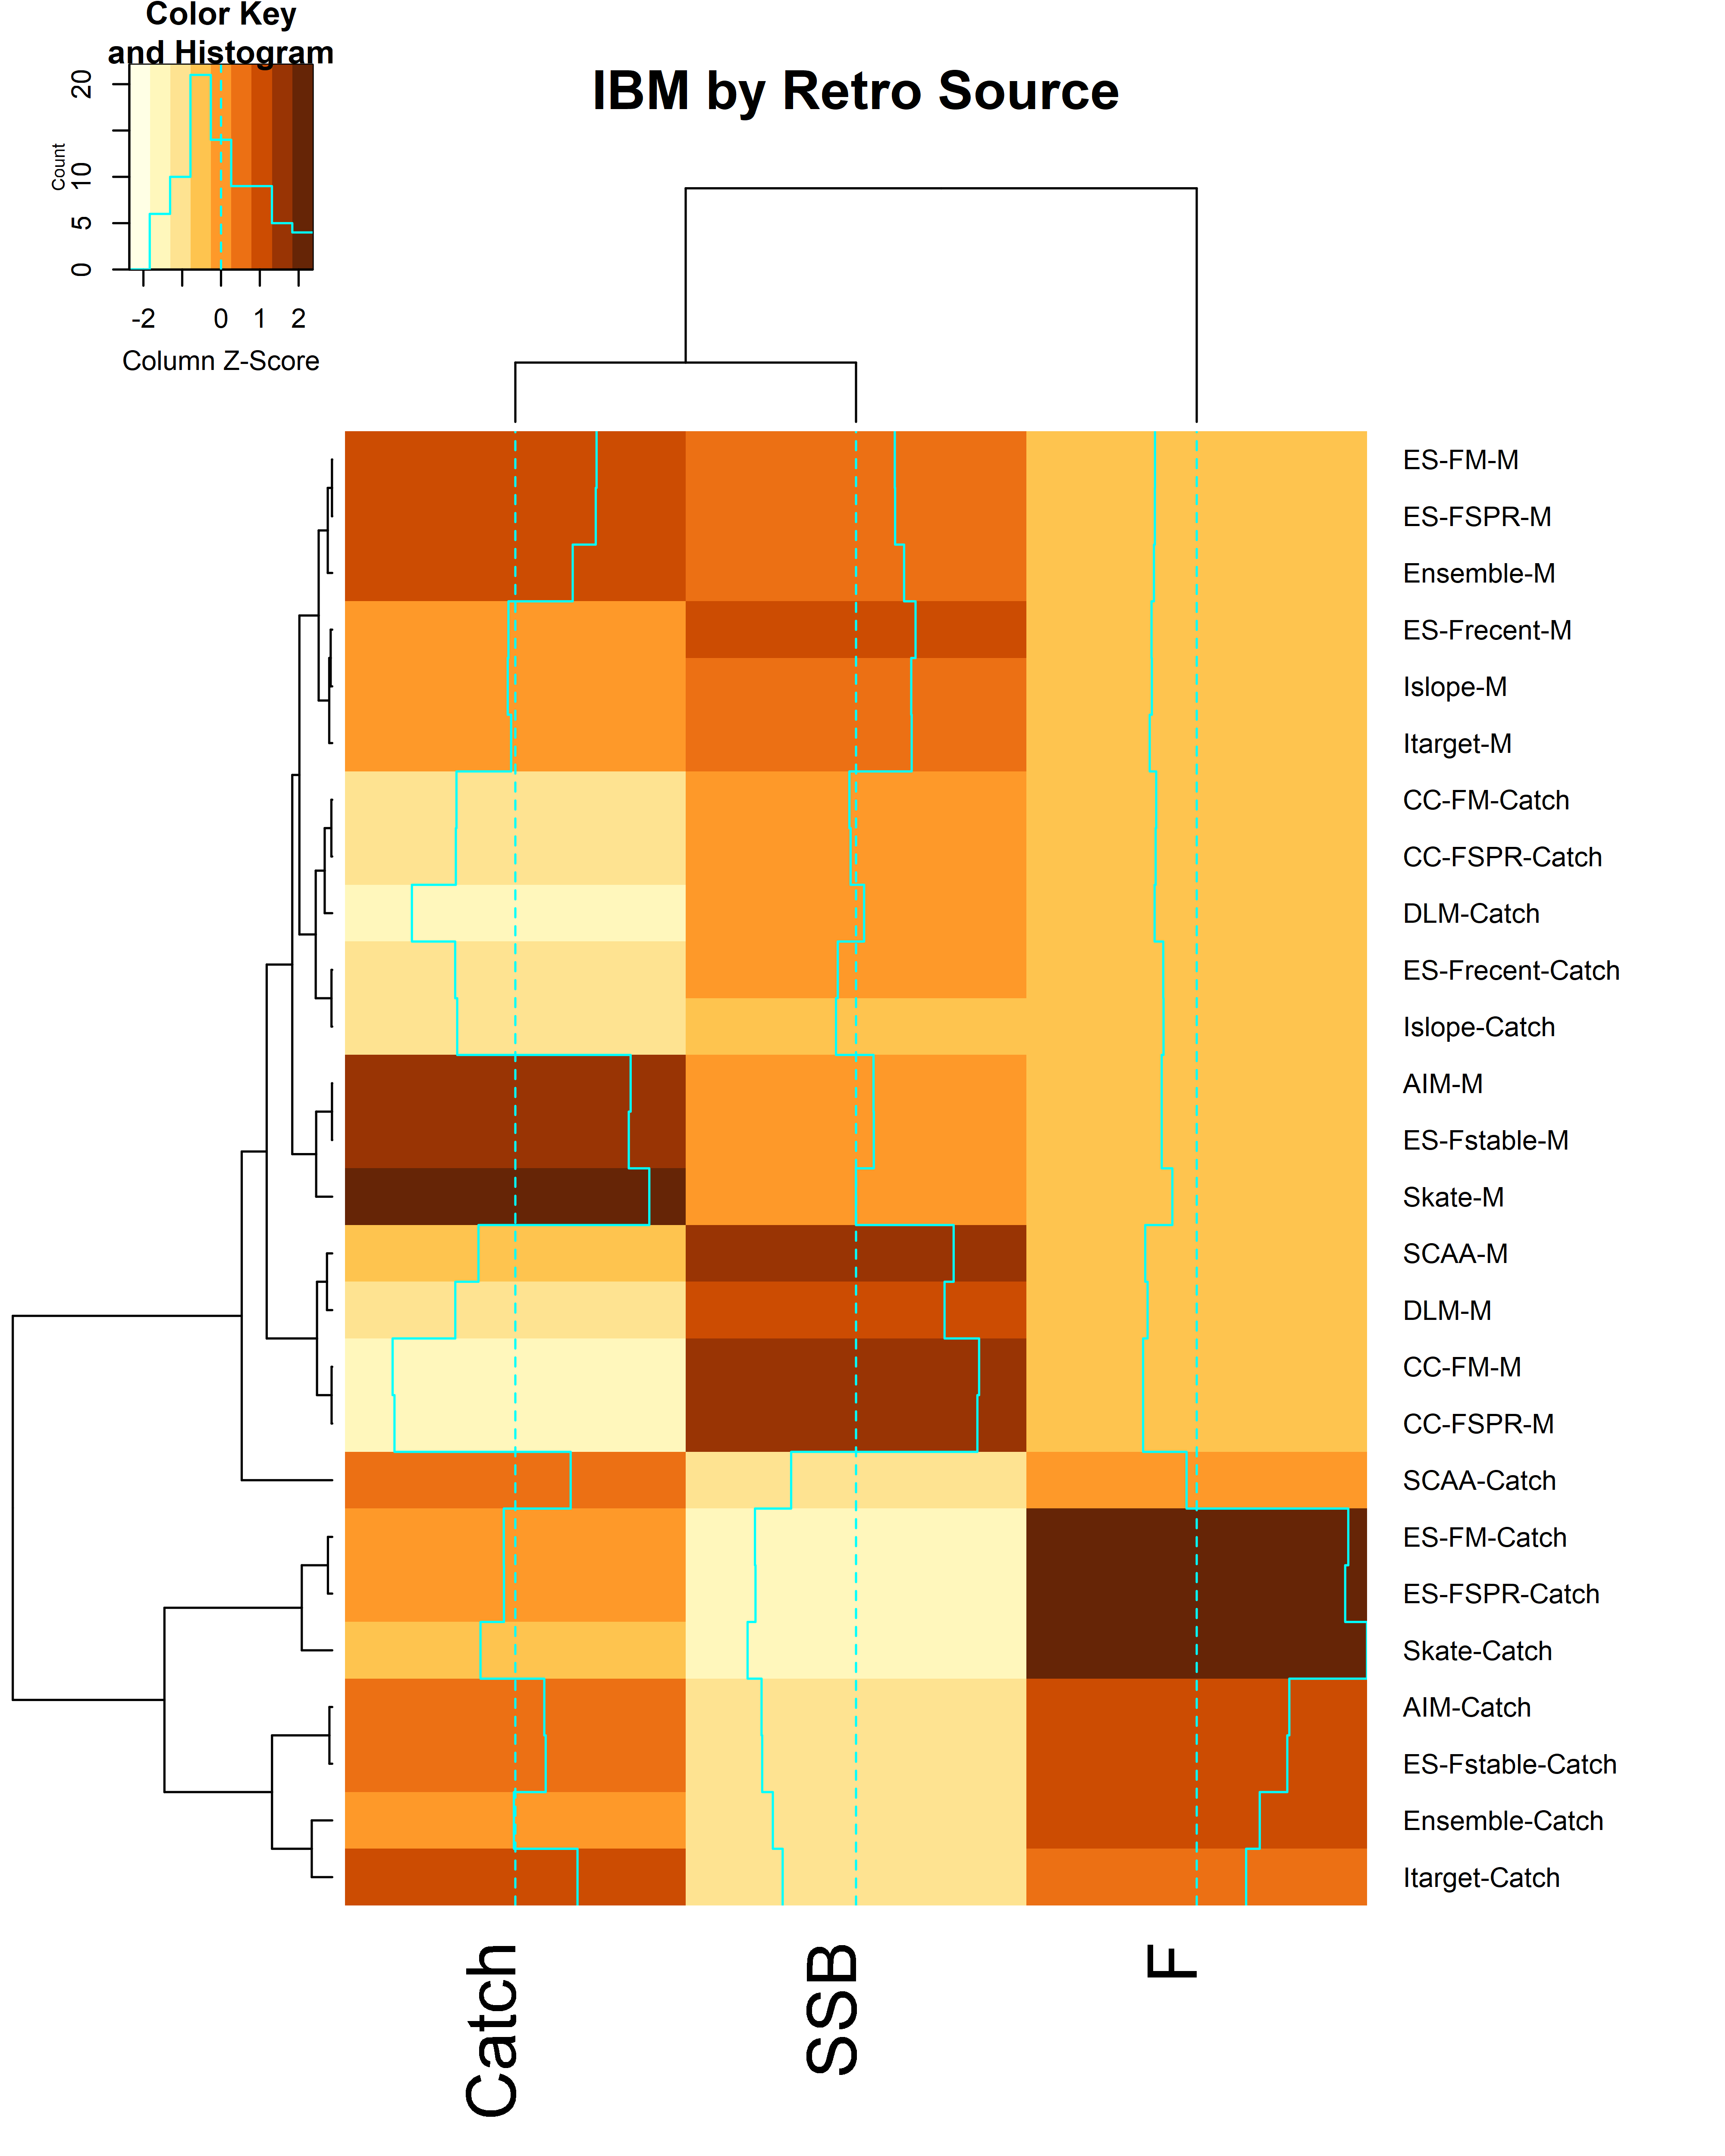 Color Key
and Histogram
IBM by Retro Source
Count
0
5
10
20
-2
0
1
2
Column Z-Score
ES-FM-M
ES-FSPR-M
Ensemble-M
ES-Frecent-M
Islope-M
Itarget-M
CC-FM-Catch
CC-FSPR-Catch
DLM-Catch
ES-Frecent-Catch
Islope-Catch
AIM-M
ES-Fstable-M
Skate-M
SCAA-M
DLM-M
CC-FM-M
CC-FSPR-M
SCAA-Catch
ES-FM-Catch
ES-FSPR-Catch
Skate-Catch
AIM-Catch
ES-Fstable-Catch
Ensemble-Catch
Itarget-Catch
Catch
SSB
F